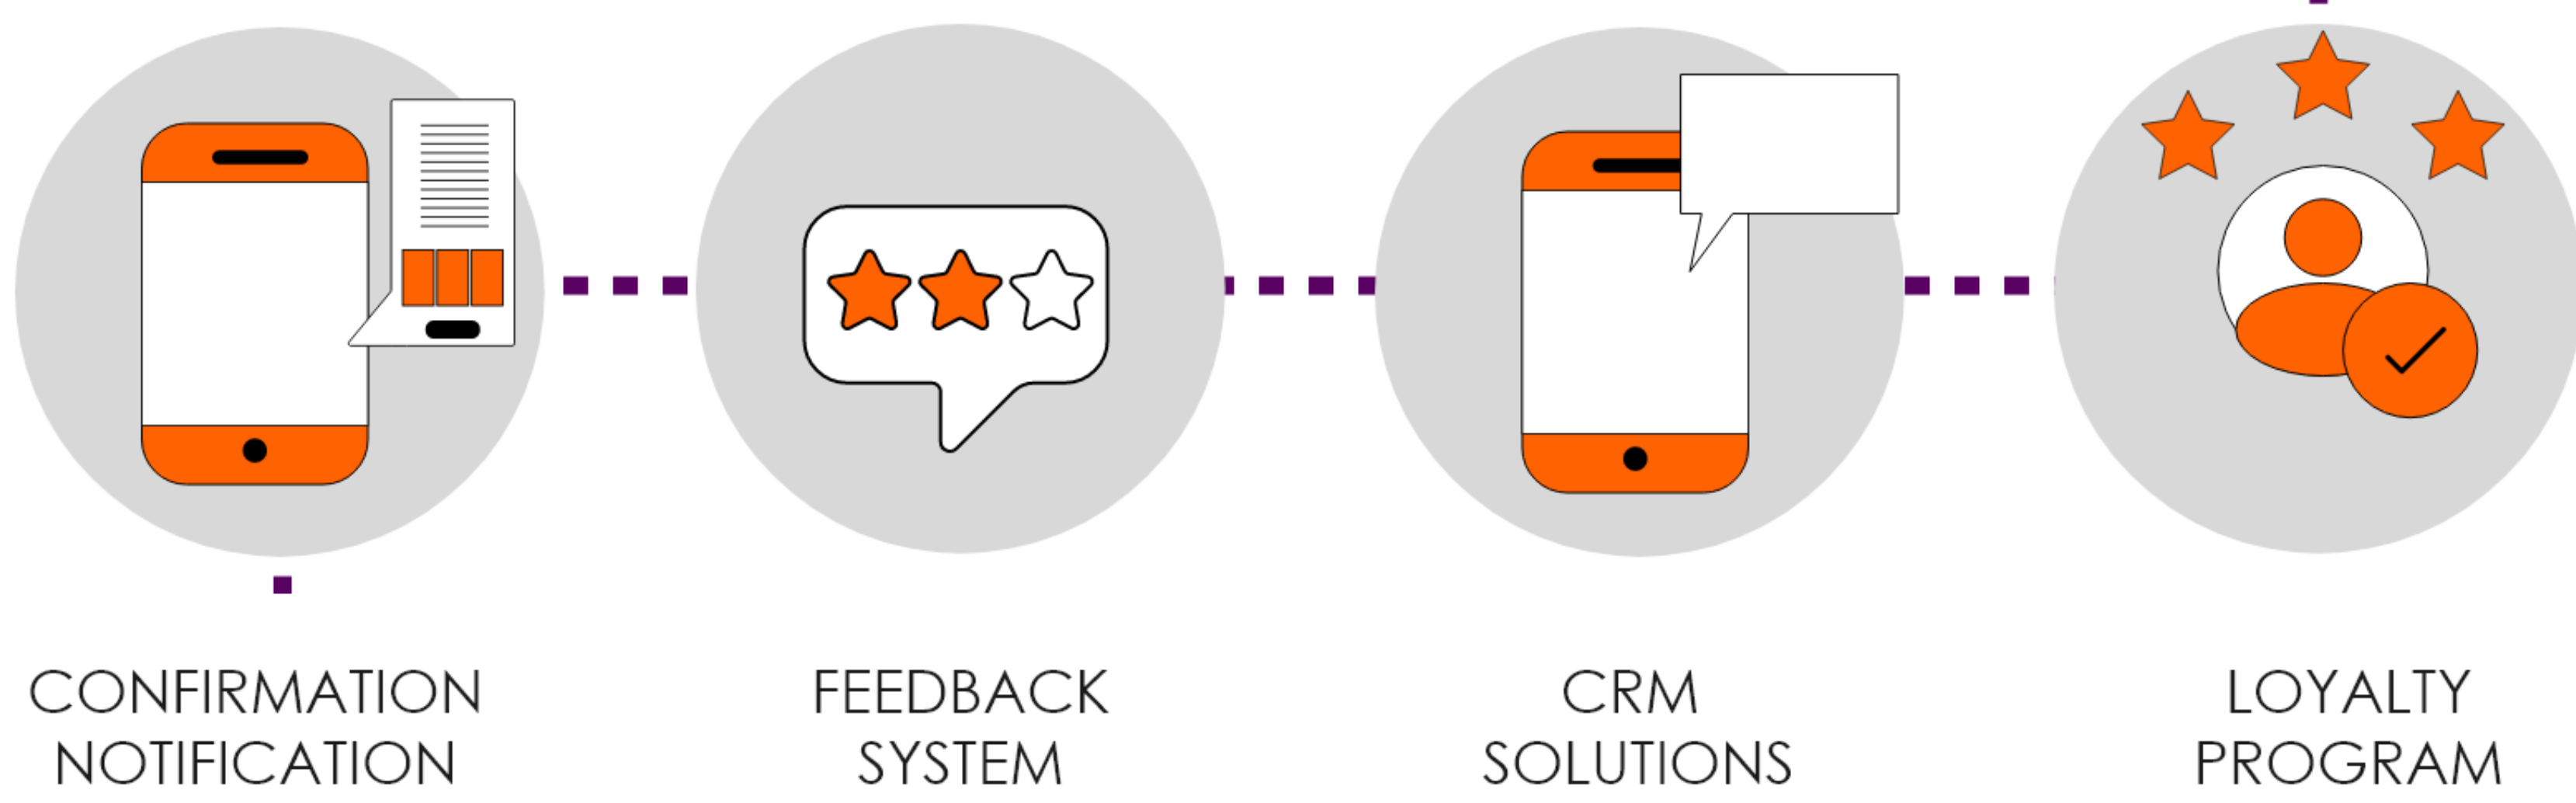 CONFIRMATION
NOTIFICATION
FEEDBACK
SYSTEM
CRM
SOLUTIONS
LOYALTY
PROGRAM